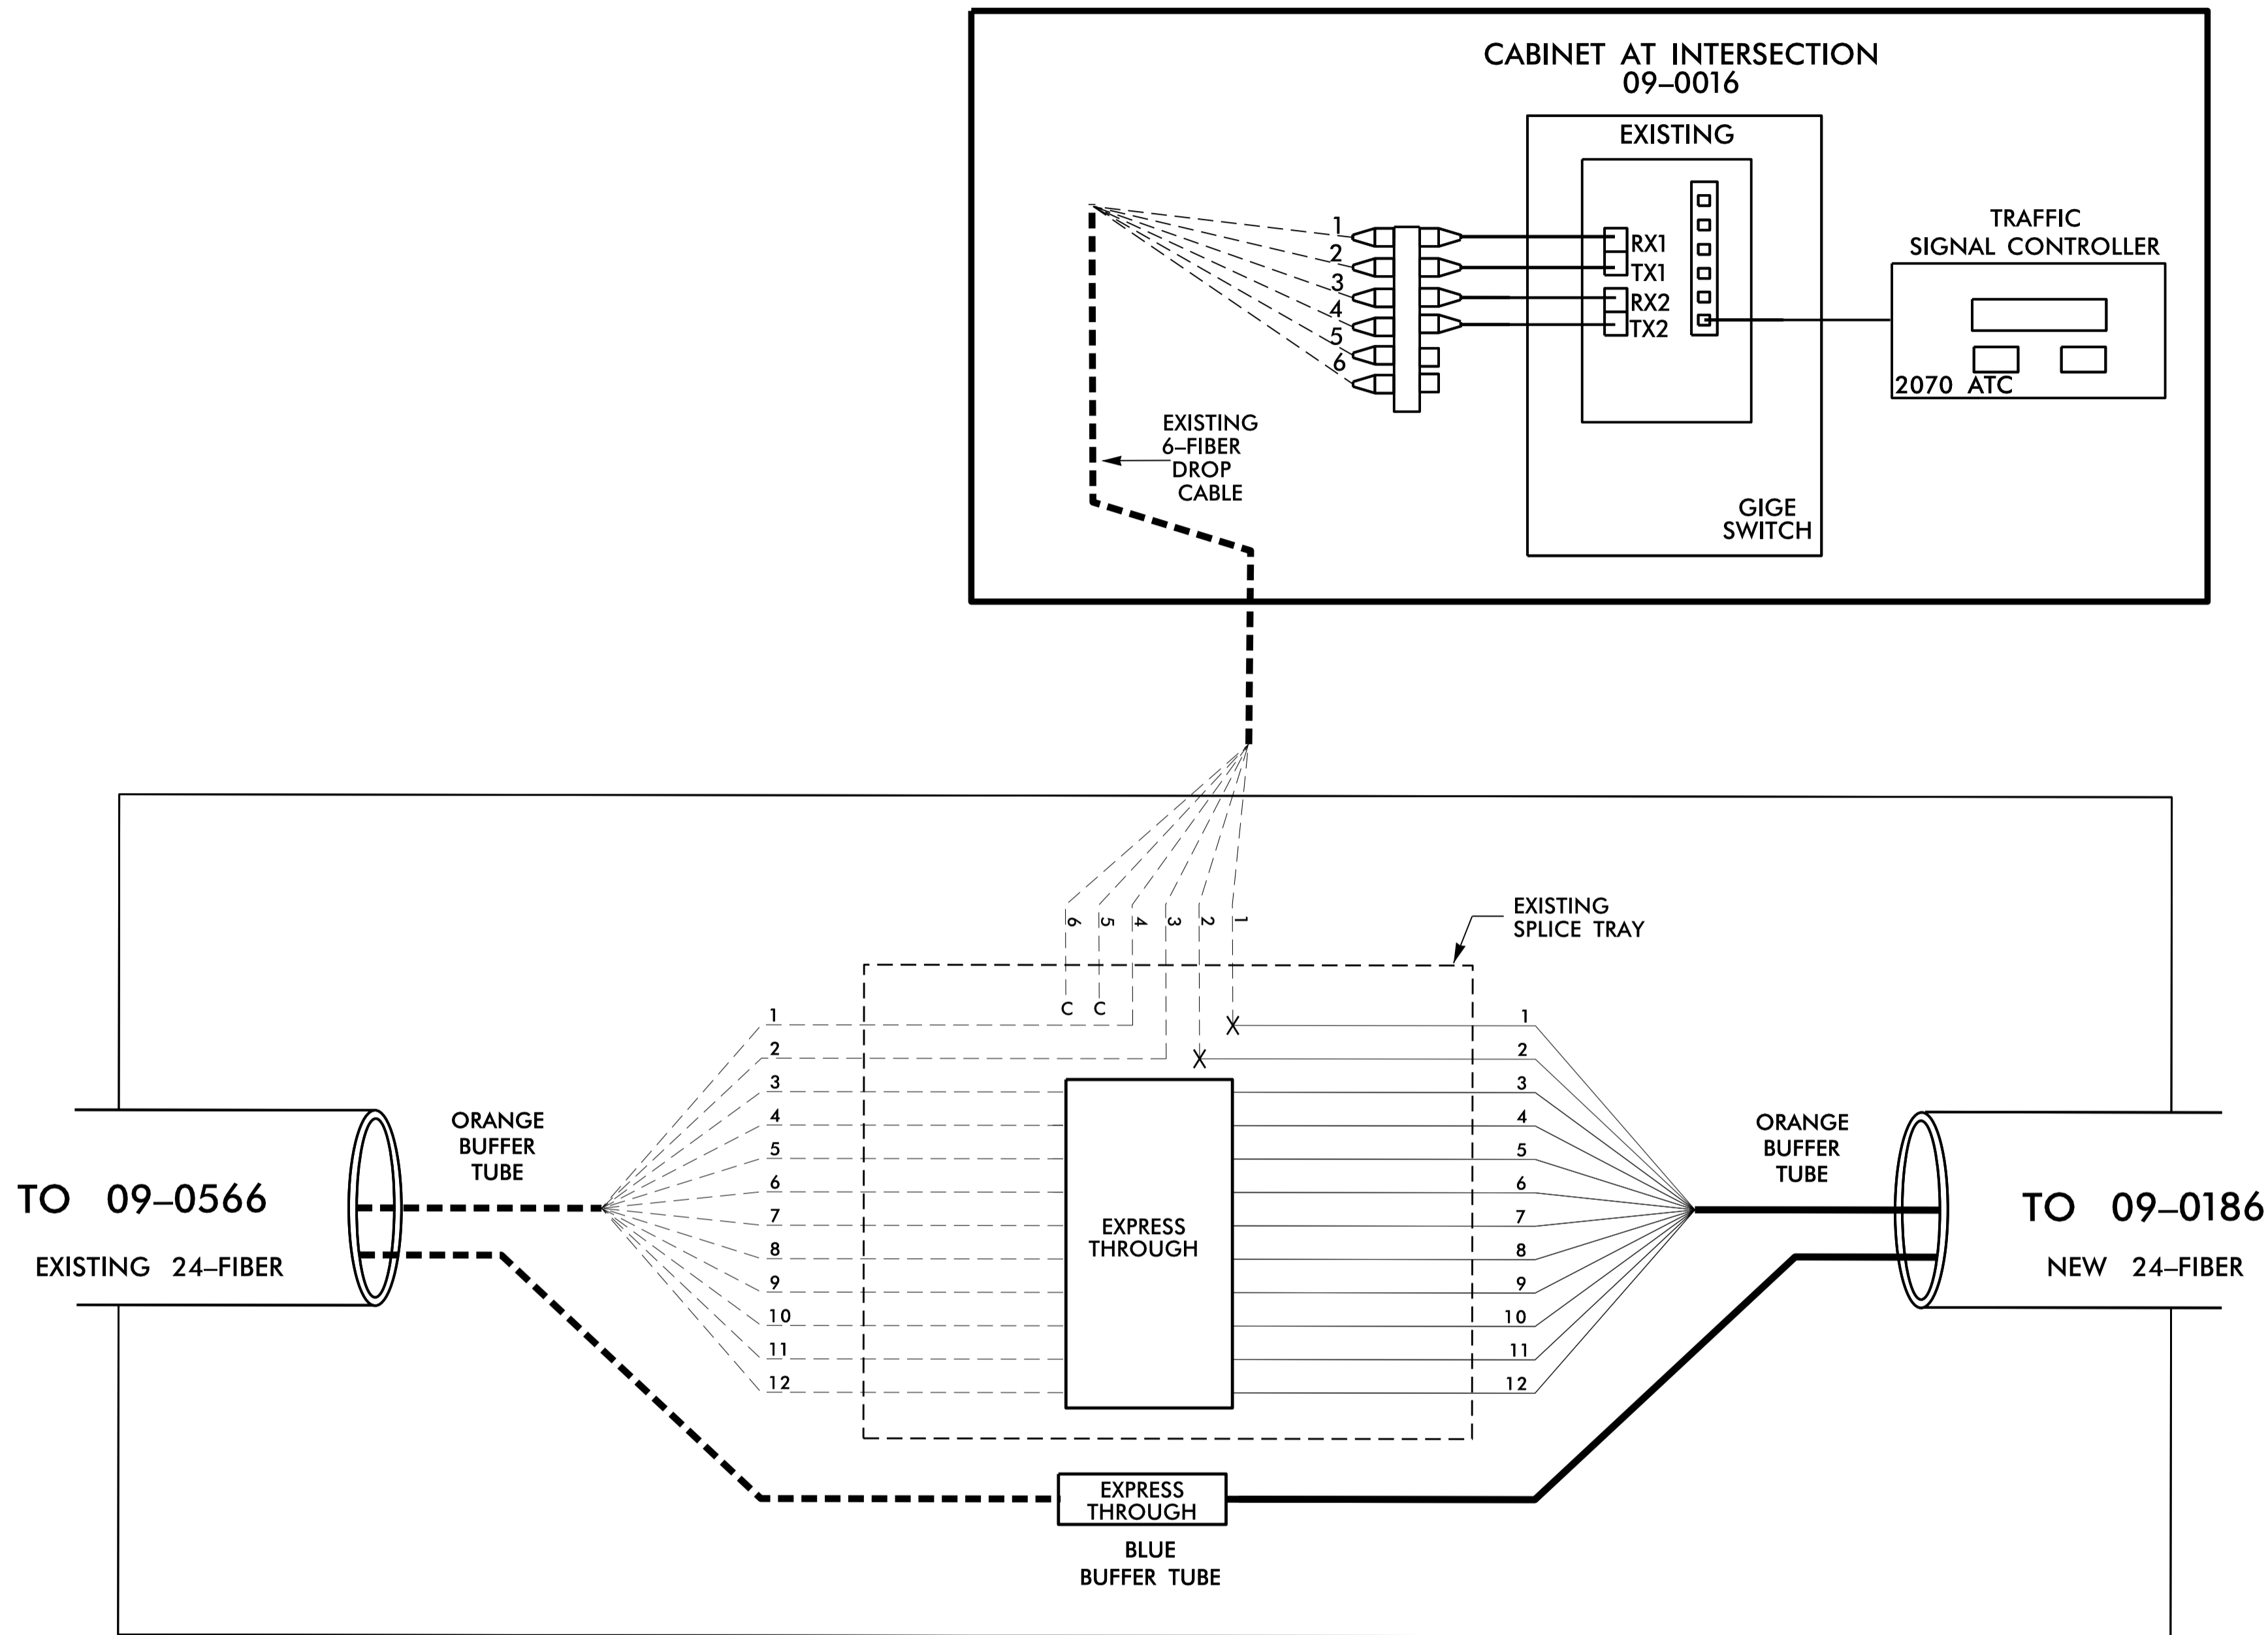 CABINET AT INTERSECTION
09-0016
EXISTING
RX1
TX1
RX2
TX2
TRAFFIC
SIGNAL CONTROLLER
2070 ATC
GIGE
SWITCH
1
2
3
4
5
6
EXISTING
6-FIBER
DROP
CABLE
6 5 4 3 2 1
EXISTING
SPLICE TRAY
C C
X
X
1
2
3
4
5
6
7
8
9
10
11
12
EXPRESS
THROUGH
1
2
3
4
5
6
7
8
9
10
11
12
ORANGE
BUFFER
TUBE
TO 09-0566
EXISTING 24-FIBER
ORANGE
BUFFER
TUBE
TO 09-0186
NEW 24-FIBER
EXPRESS
THROUGH
BLUE
BUFFER TUBE